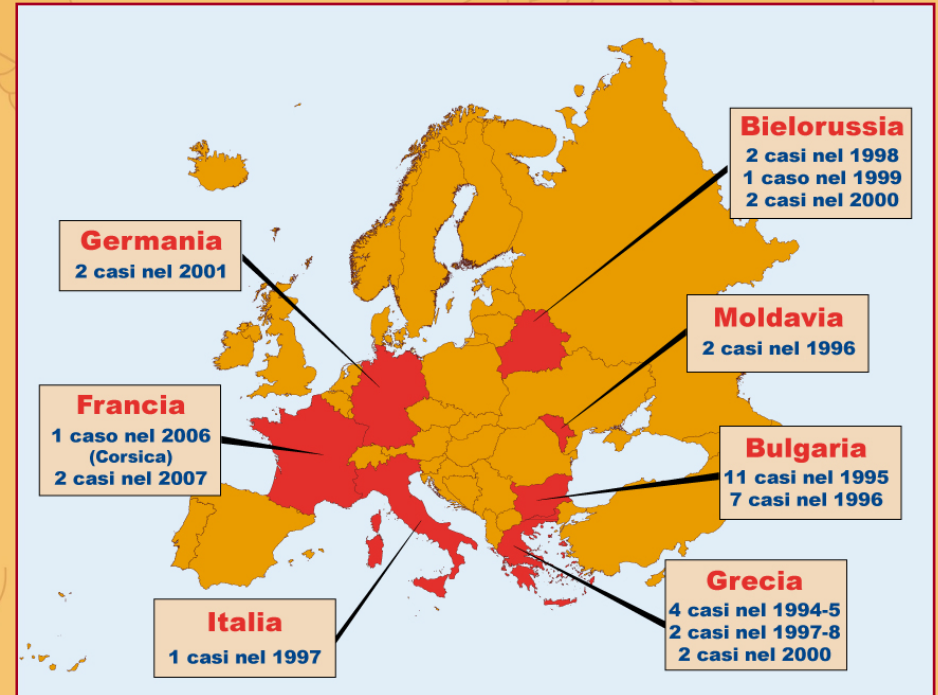 Bielorussia
2 casi nel 1998
1 caso nel 1999
2 casi nel 2000
Germania
2 casi nel 2001
Moldavia
2 casi nel 1996
Francia
1 caso nel 2006
(Corsica)
2 casi nel 2007
Bulgaria
11 casi nel 1995
7 casi nel 1996
Grecia
4 casi nel 1994-5
2 casi nel 1997-8
2 casi nel 2000
Italia
1 casi nel 1997